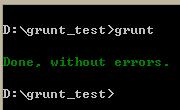 D:\grunt_test>grunt
Done, without errors.
D:\grunt_test>